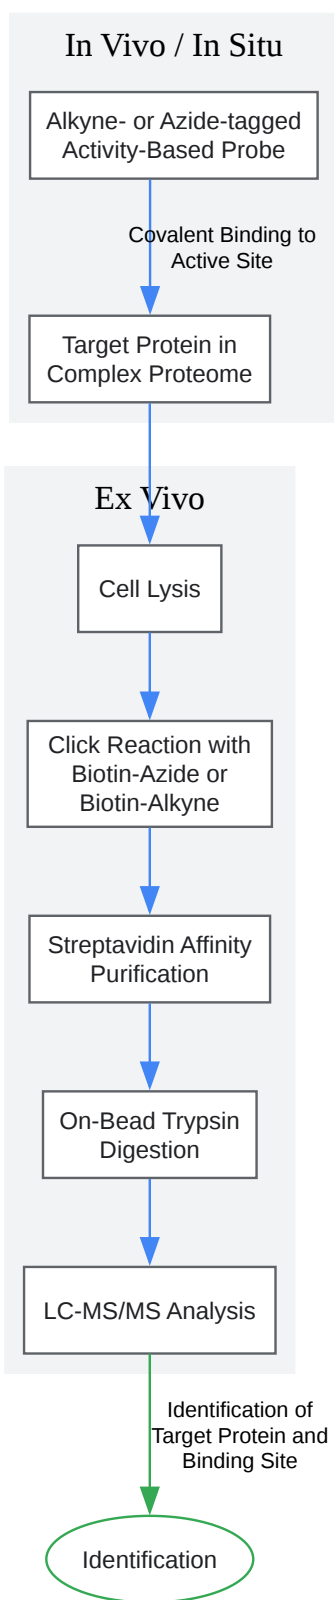 In Vivo / In Situ
Alkyne- or Azide-tagged
Activity-Based Probe
Covalent Binding to
Active Site
Target Protein in
Complex Proteome
Ex Vivo
Cell Lysis
Click Reaction with
Biotin-Azide or
Biotin-Alkyne
Streptavidin Affinity
Purification
On-Bead Trypsin
Digestion
LC-MS/MS Analysis
Identification of
Target Protein and
Binding Site
Identification